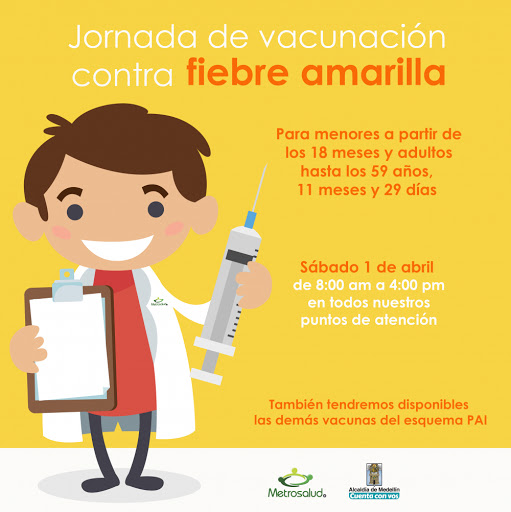 Jornada de vacunación
contra fiebre amarilla
Para menores a partir de
los 18 meses y adultos
hasta los 59 años,
11 meses y 29 días
Sábado 1 de abril
de 8:00 am a 4:00 pm
en todos nuestros
puntos de atención
También tendremos disponibles
las demás vacunas del esquema PAI
Metrosalud
Metrosalud
Alcaldía de Medellín
Cuenta con vos